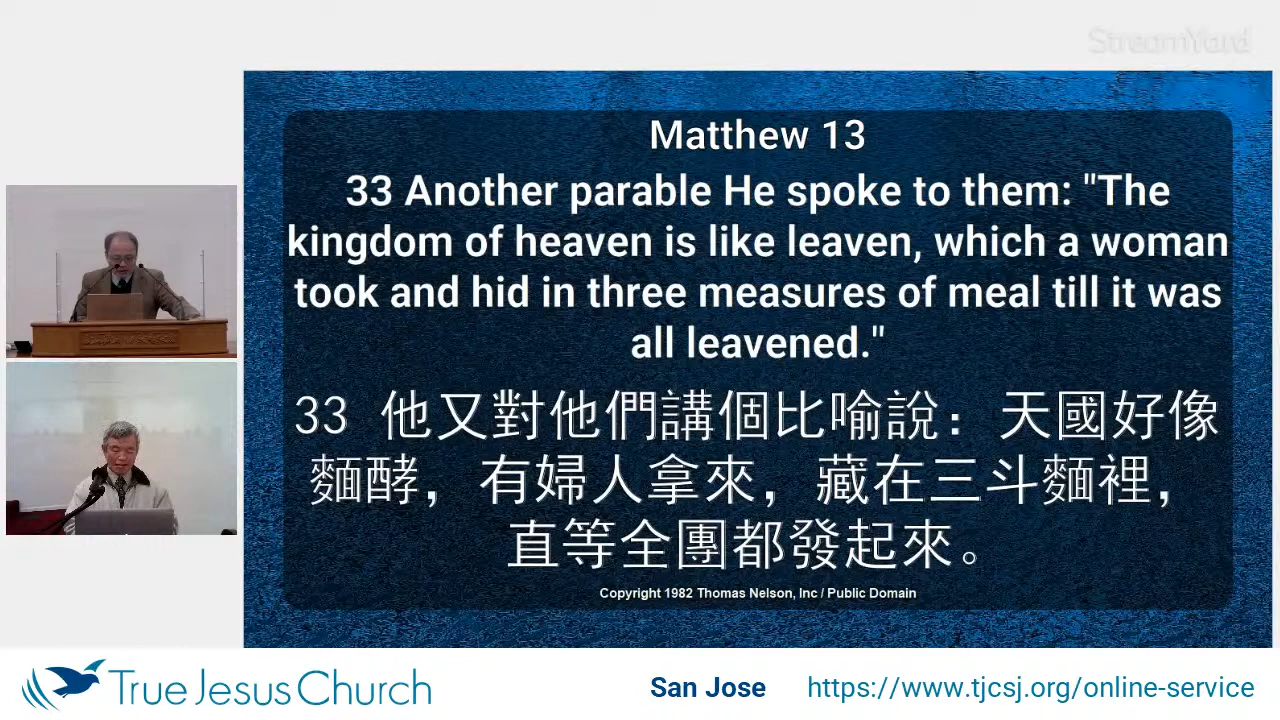 StreamYard
Matthew 13
33 Another parable He spoke to them: "The
kingdom of heaven is like leaven, which a woman
took and hid in three measures of meal till it was
all leavened."
33 他又對他們講個比喻說：天國好像
麵酵，有婦人拿來，藏在三斗麵裡，
直等全團都發起來。
Copyright 1982 Thomas Nelson, Inc / Public Domain
True Jesus Church
San Jose
https://www.tjcsj.org/online-service